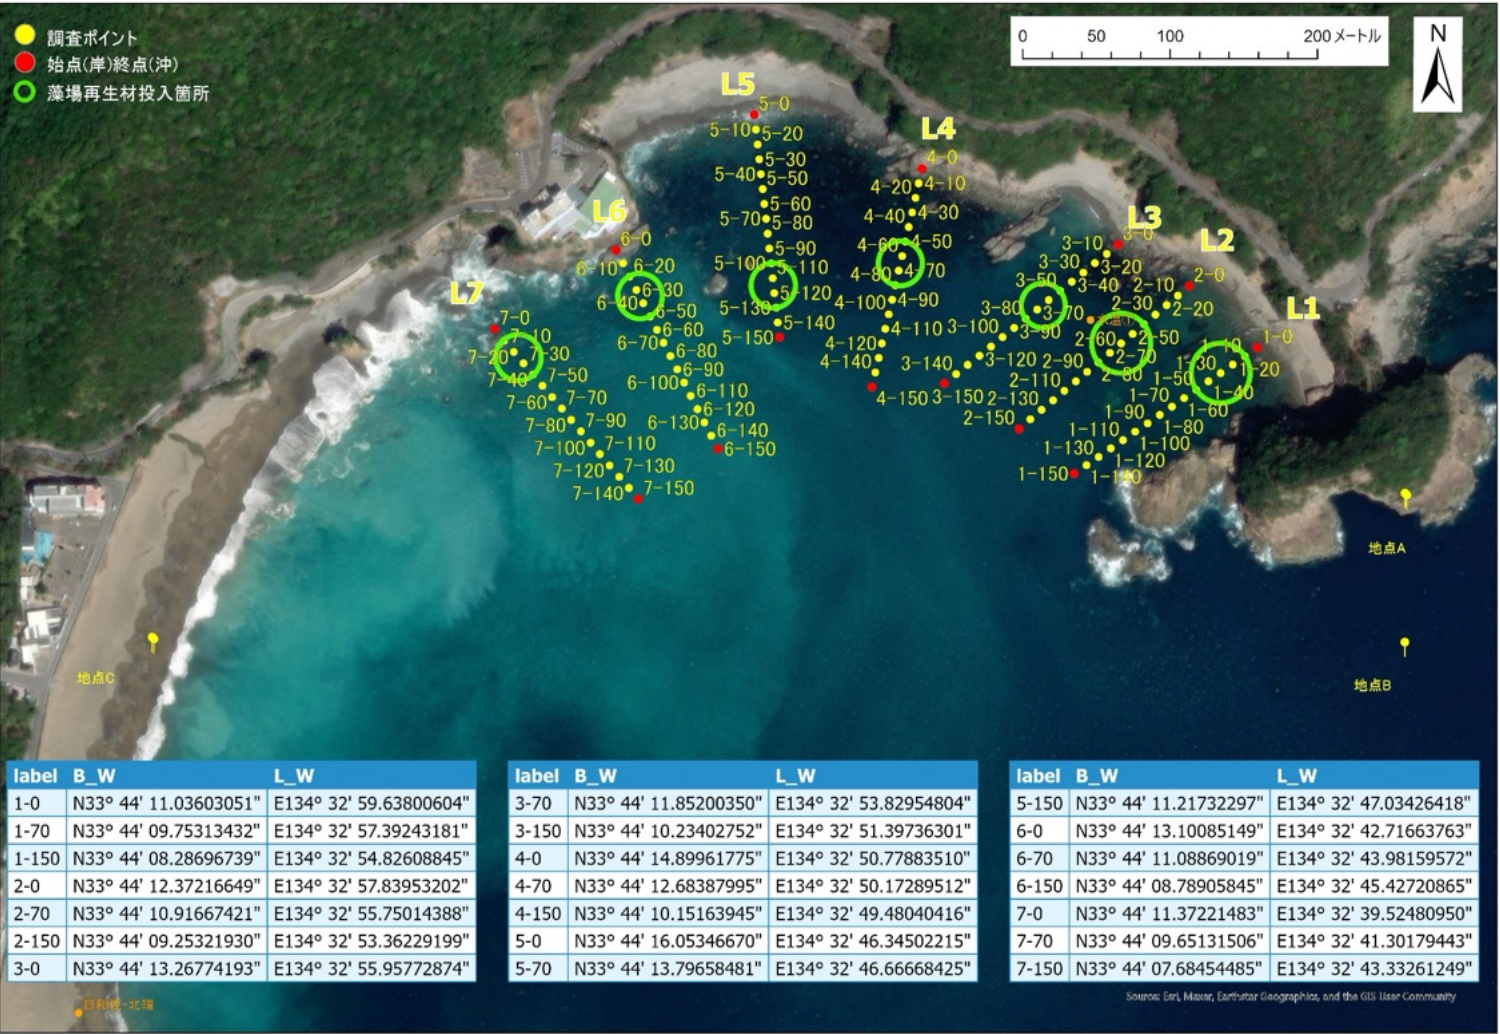 調査ポイント
始点(岸)終点(沖)
藻場再生材投入箇所
0 50 100 200 メートル
N
L5
5-0
5-10 5-20
5-30
5-40 5-50
5-60
5-70 5-80
5-90
5-100 5-110
5-120
5-130
5-140
5-150
L4
4-0
4-20 4-10
4-40 4-30
4-60 4-50
4-80 4-70
4-100 4-90
4-110
4-120
4-140
4-150
L3
3-0
3-10
3-30 3-20
3-40
3-50
3-80 3-70
3-100 3-90
3-120
3-140
3-150
L2
2-0
2-10
2-30 2-20
2-50
2-60
2-70
2-90 2-80
2-110
2-130
2-150
L1
1-0
1-10
1-30 1-20
1-50 1-40
1-70 1-60
1-90 1-80
1-110 1-100
1-130 1-120
1-150 1-140
L6
6-0
6-10 6-20
6-30
6-40 6-50
6-60
6-70 6-80
6-90
6-100 6-110
6-120
6-130 6-140
6-150
L7
7-0
7-10
7-20 7-30
7-40 7-50
7-60 7-70
7-80 7-90
7-100 7-110
7-120 7-130
7-140 7-150
地点A
地点B
地点C
label B_W L_W
1-0 N33° 44' 11.03603051" E134° 32' 59.63800604"
1-70 N33° 44' 09.75313432" E134° 32' 57.39243181"
1-150 N33° 44' 08.28696739" E134° 32' 54.82608845"
2-0 N33° 44' 12.37216649" E134° 32' 57.83953202"
2-70 N33° 44' 10.91667421" E134° 32' 55.75014388"
2-150 N33° 44' 09.25321930" E134° 32' 53.36229199"
3-0 N33° 44' 13.26774193" E134° 32' 55.95772874"
label B_W L_W
3-70 N33° 44' 11.85200350" E134° 32' 53.82954804"
3-150 N33° 44' 10.23402752" E134° 32' 51.39736301"
4-0 N33° 44' 14.89961775" E134° 32' 50.77883510"
4-70 N33° 44' 12.68387995" E134° 32' 50.17289512"
4-150 N33° 44' 10.15163945" E134° 32' 49.48040416"
5-0 N33° 44' 16.05346670" E134° 32' 46.34502215"
5-70 N33° 44' 13.79658481" E134° 32' 46.66668425"
label B_W L_W
5-150 N33° 44' 11.21732297" E134° 32' 47.03426418"
6-0 N33° 44' 13.10085149" E134° 32' 42.71663763"
6-70 N33° 44' 11.08869019" E134° 32' 43.98159572"
6-150 N33° 44' 08.78905845" E134° 32' 45.42720865"
7-0 N33° 44' 11.37221483" E134° 32' 39.52480950"
7-70 N33° 44' 09.65131506" E134° 32' 41.30179443"
7-150 N33° 44' 07.68454485" E134° 32' 43.33261249"
Source: Esri, Maxar, Earthstar Geographics, and the GIS User Community